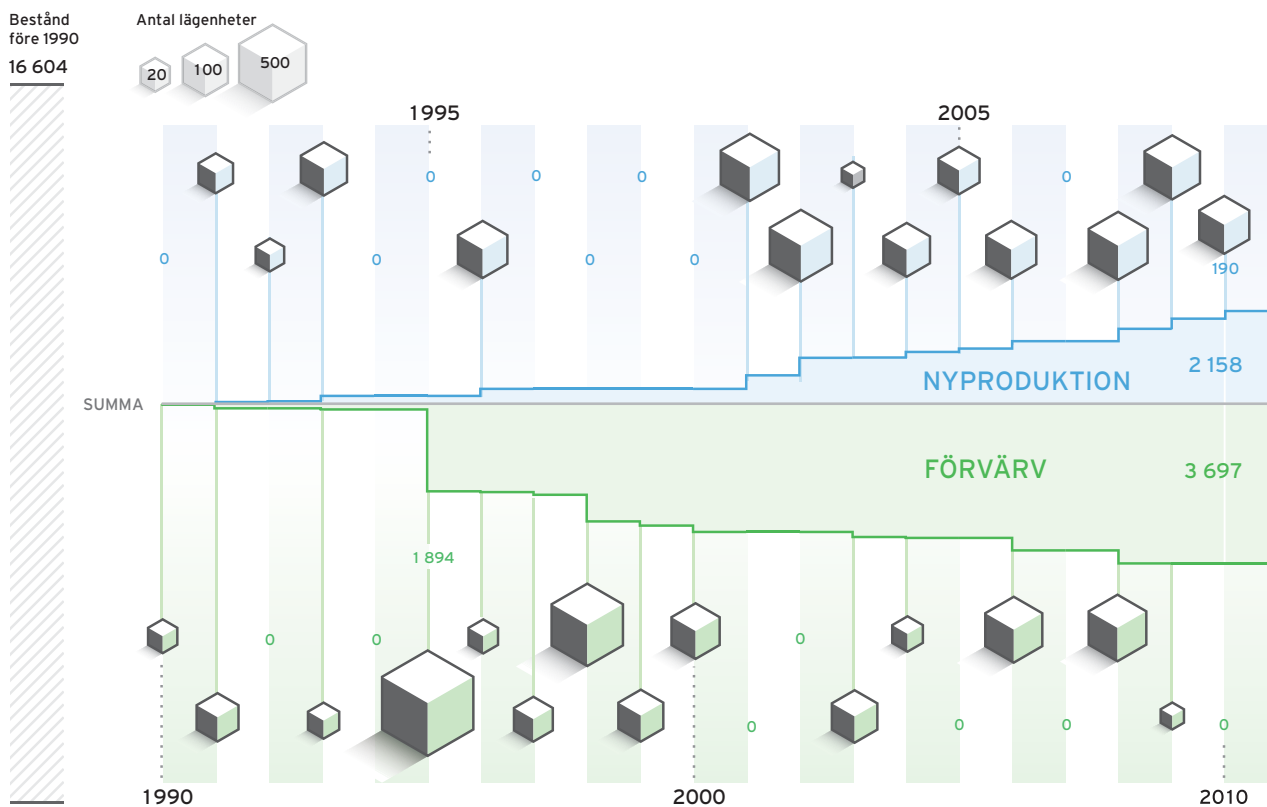 Bestånd
före 1990
16 604
Antal lägenheter
20 100 500
1995 2005
0 0 0 0
0 0 0 0
190
NYPRODUKTION 2 158
SUMMA
FÖRVÄRV 3 697
1 894
0 0 0
0 0 0 0
1990 2000 2010